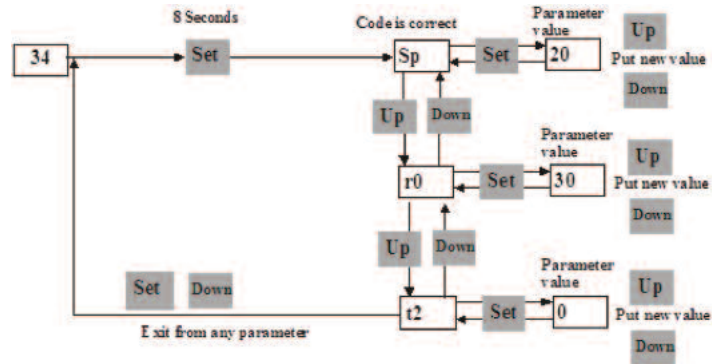 8 Seconds
Code is correct
Parameter
value
Up
34
Set
Sp
Set
20
Put new value
Down
Up
Down
Parameter
value
Up
r0
Set
30
Put new value
Down
Up
Down
Parameter
value
Set
Down
Up
t2
Set
0
Put new value
Exit from any parameter
Down